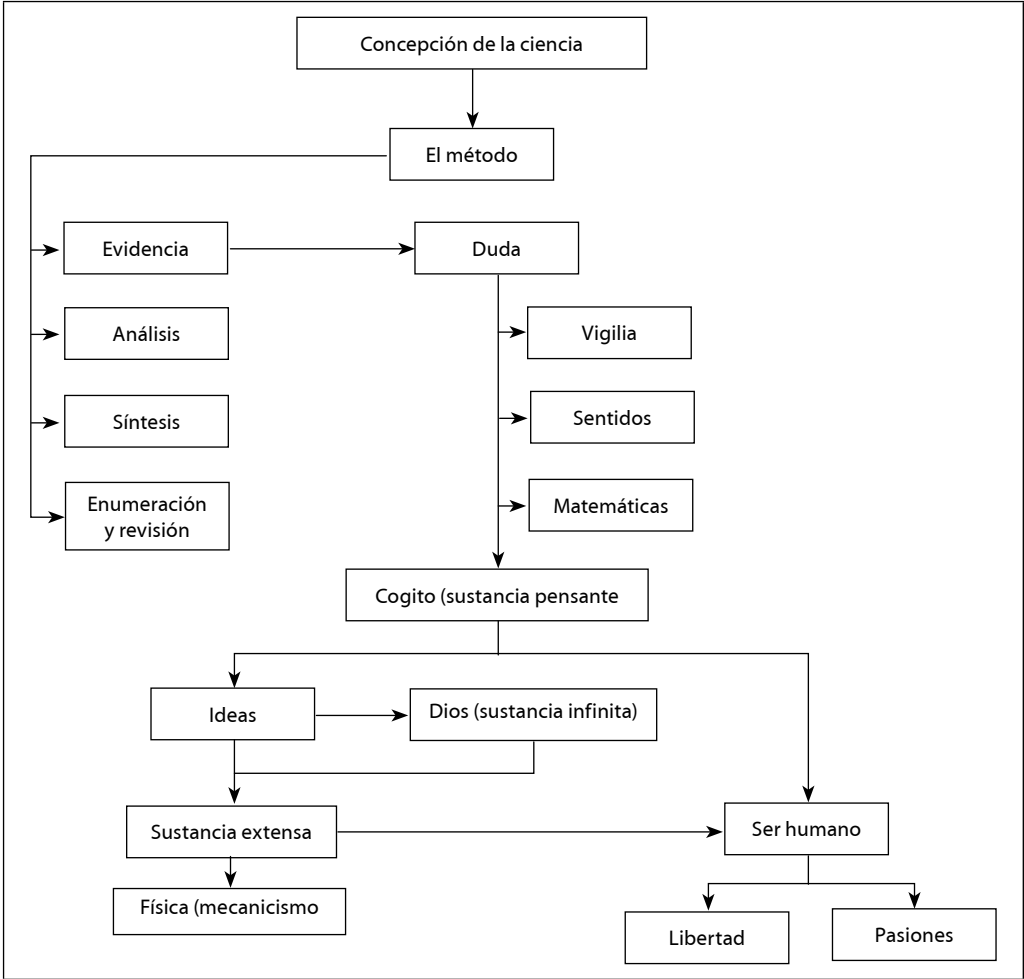 Concepción de la ciencia
El método
Evidencia
Duda
Análisis
Vigilia
Síntesis
Sentidos
Enumeración
y revisión
Matemáticas
Cogito (sustancia pensante
Ideas
Dios (sustancia infinita)
Sustancia extensa
Ser humano
Física (mecanicismo
Libertad
Pasiones